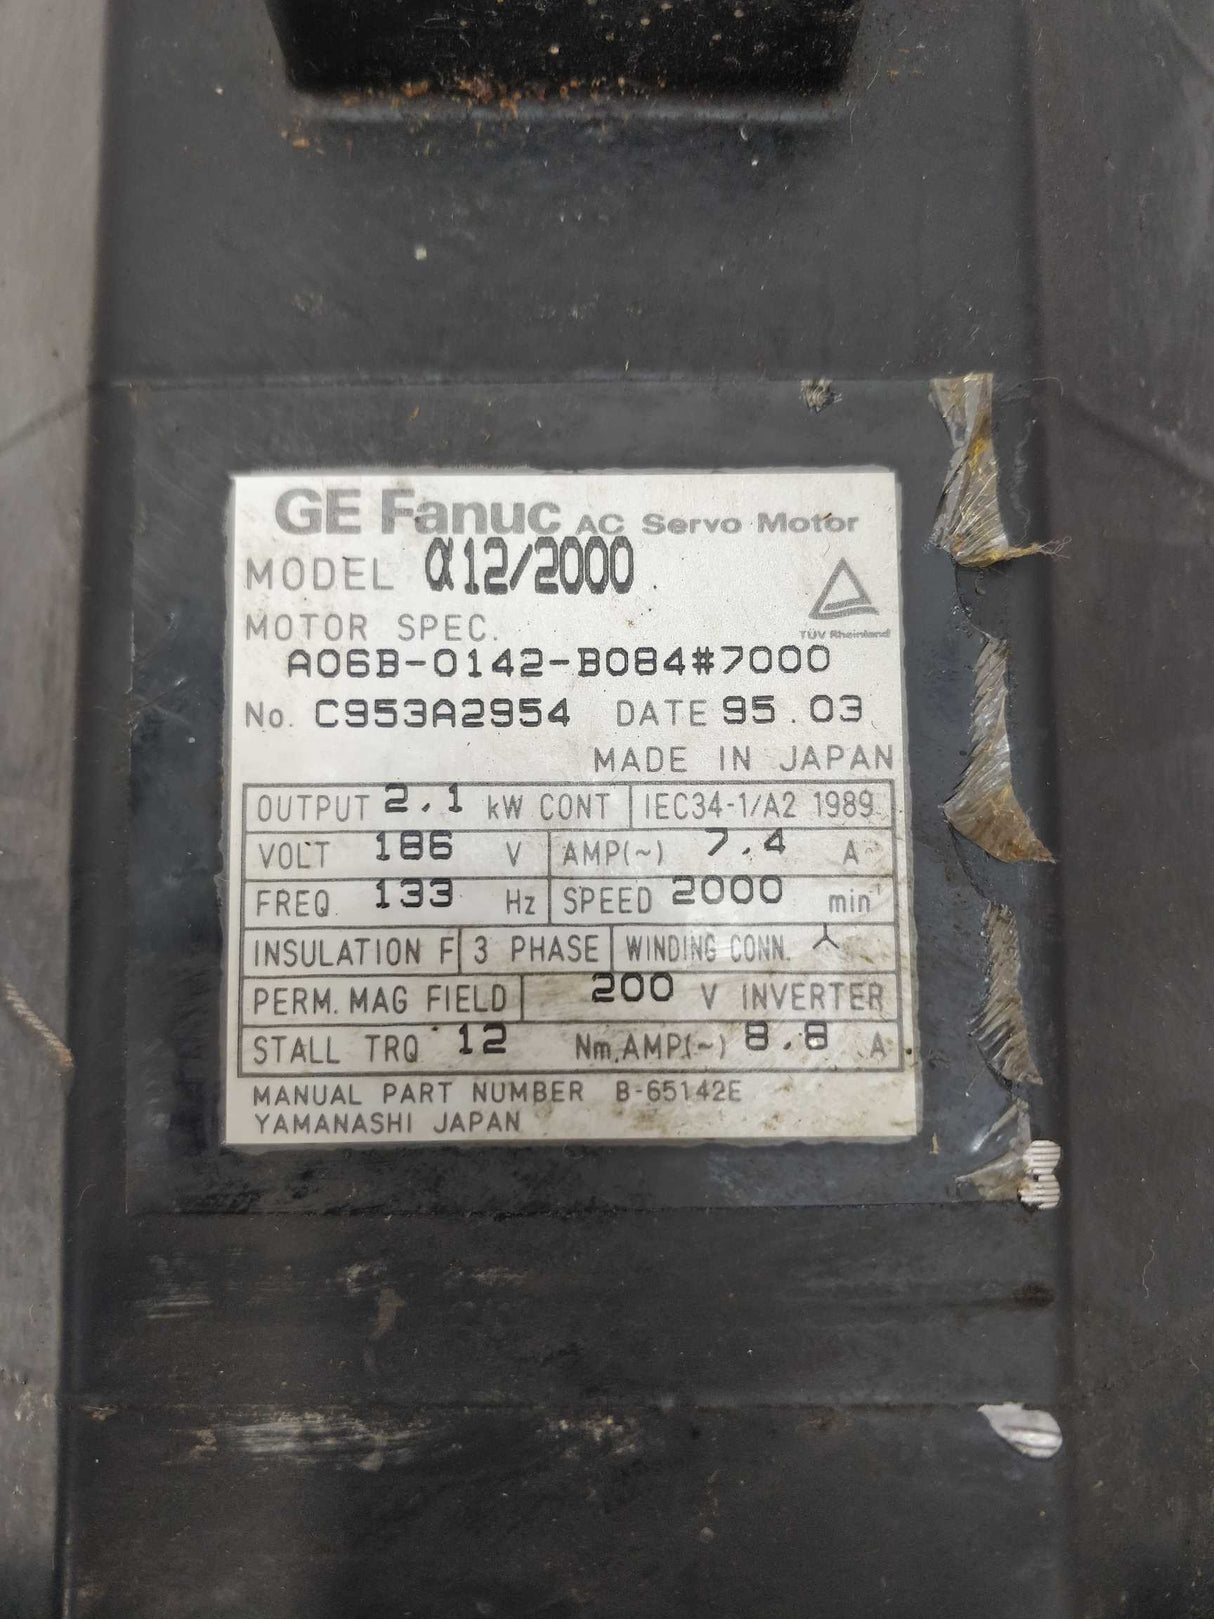 GE Fanuc AC Servo Motor
MODEL α12/2000
TÜV Rheinland
MOTOR SPEC.
A06B-0142-B084#7000
No. C953A2954 DATE 95.03
MADE IN JAPAN
OUTPUT 2.1 kW CONT IEC34-1/A2 1989
VOLT 186 V AMP(~) 7.4 A
FREQ. 133 Hz SPEED 2000 min⁻¹
INSULATION F 3 PHASE WINDING CONN. ⅄
PERM. MAG FIELD 200 V INVERTER
STALL TRQ 12 Nm, AMP(~) 8.8 A
MANUAL PART NUMBER B-65142E
YAMANASHI JAPAN